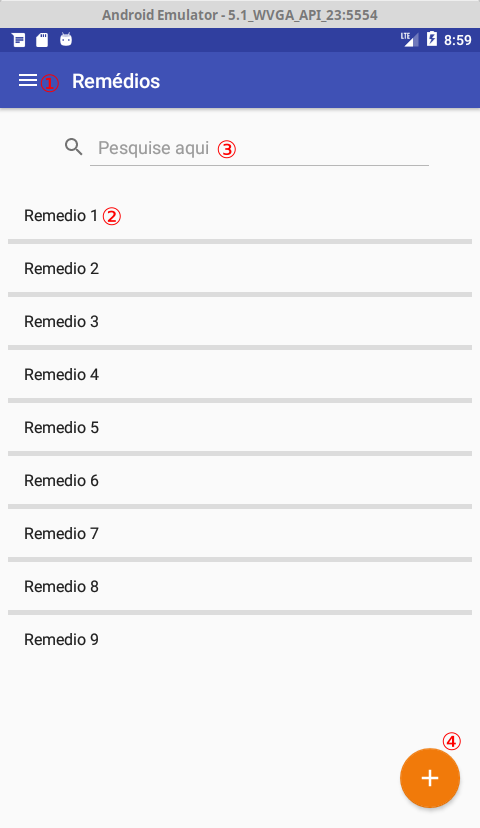 Android Emulator - 5.1_WVGA_API_23:5554
LTE 8:59
① Remédios
Pesquise aqui ③
Remedio 1 ②
Remedio 2
Remedio 3
Remedio 4
Remedio 5
Remedio 6
Remedio 7
Remedio 8
Remedio 9
④
+